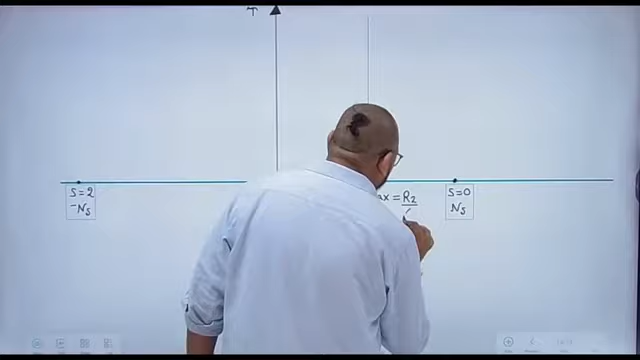 T
S=2
-Ns
ax = R2
S=0
Ns